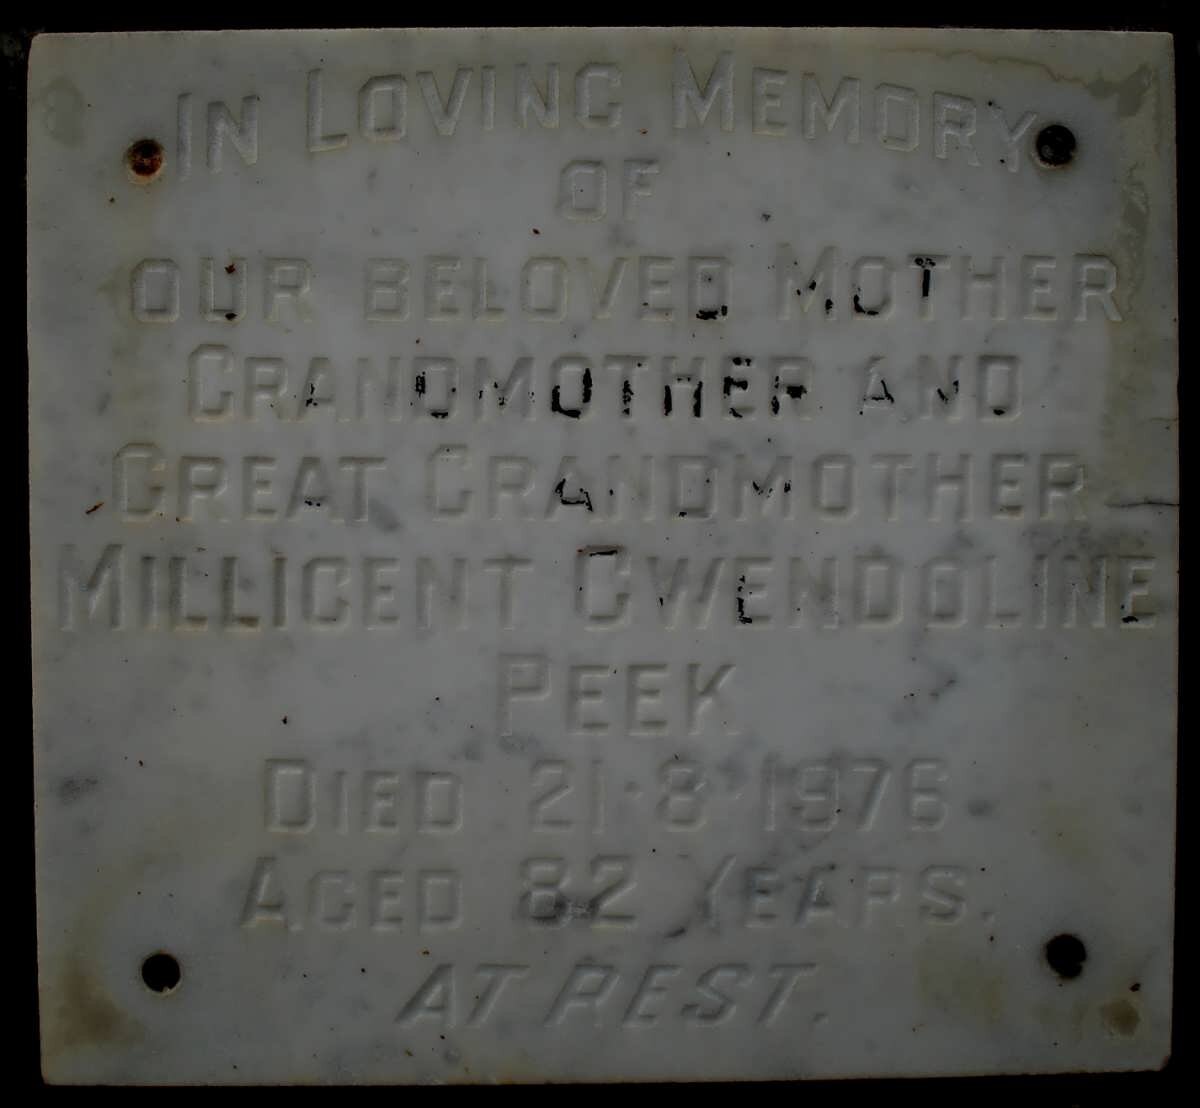 IN LOVING MEMORY
OF
OUR BELOVED MOTHER
GRANDMOTHER AND
GREAT GRANDMOTHER
MILLICENT GWENDOLINE
PEEK
DIED 21·8·1976
AGED 82 YEARS.
AT REST.